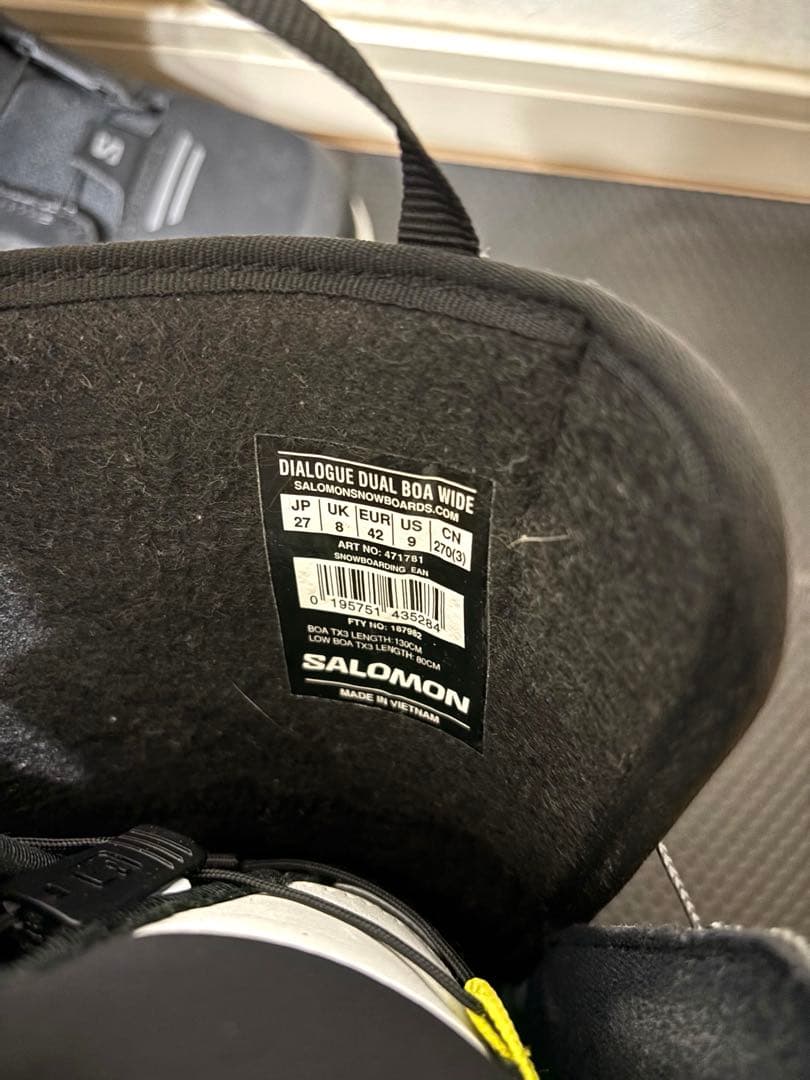 DIALOGUE DUAL BOA WIDE
SALOMONSNOWBOARDS.COM
JP UK EUR US CN
27 8 42 9 270(3)
ART NO: 471761
SNOWBOARDING EAN
0 195751 435284
FTY NO: 187982
BOA TX3 LENGTH: 130CM
LOW BOA TX3 LENGTH: 80CM
SALOMON
MADE IN VIETNAM